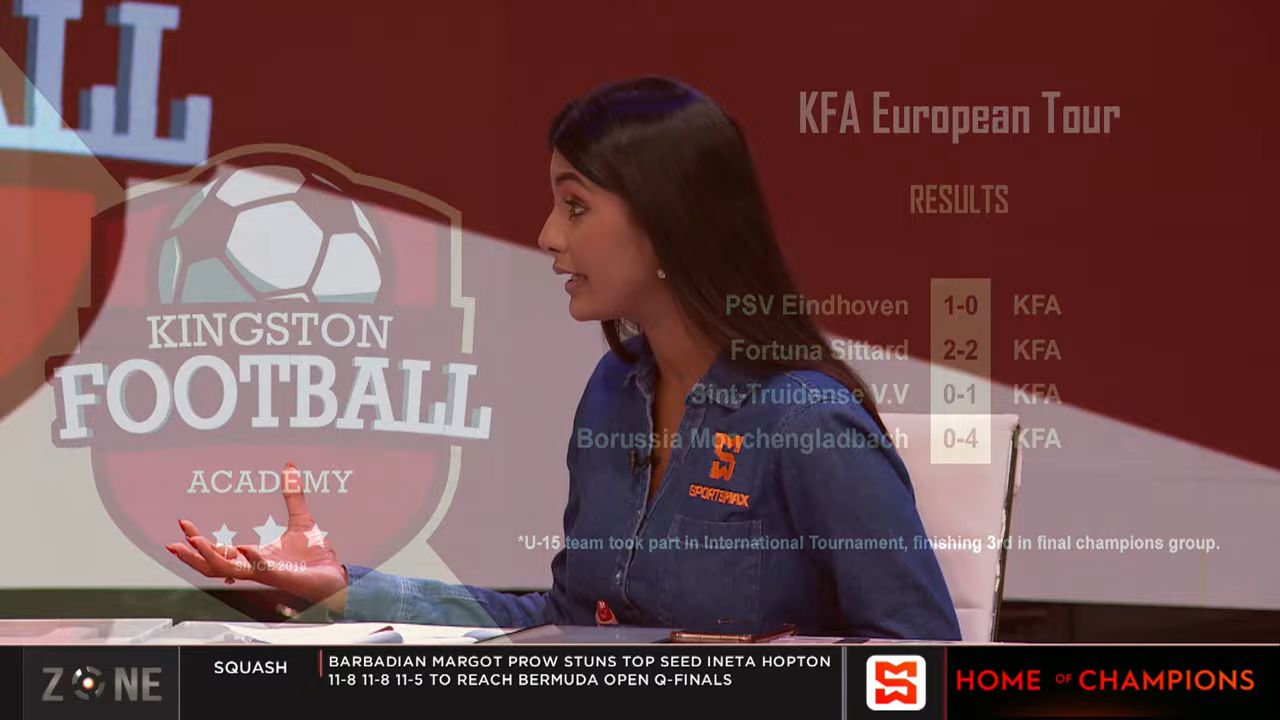 ALL
KFA European Tour
RESULTS
PSV Eindhoven 1-0 KFA
Fortuna Sittard 2-2 KFA
Sint-Truidense V.V 0-1 KFA
Borussia Monchengladbach 0-4 KFA
*U-15 team took part in International Tournament, finishing 3rd in final champions group.
KINGSTON
FOOTBALL
ACADEMY
SINCE 2019
SPORTSMAX
ZONE
SQUASH
BARBADIAN MARGOT PROW STUNS TOP SEED INETA HOPTON
11-8 11-8 11-5 TO REACH BERMUDA OPEN Q-FINALS
HOME OF CHAMPIONS